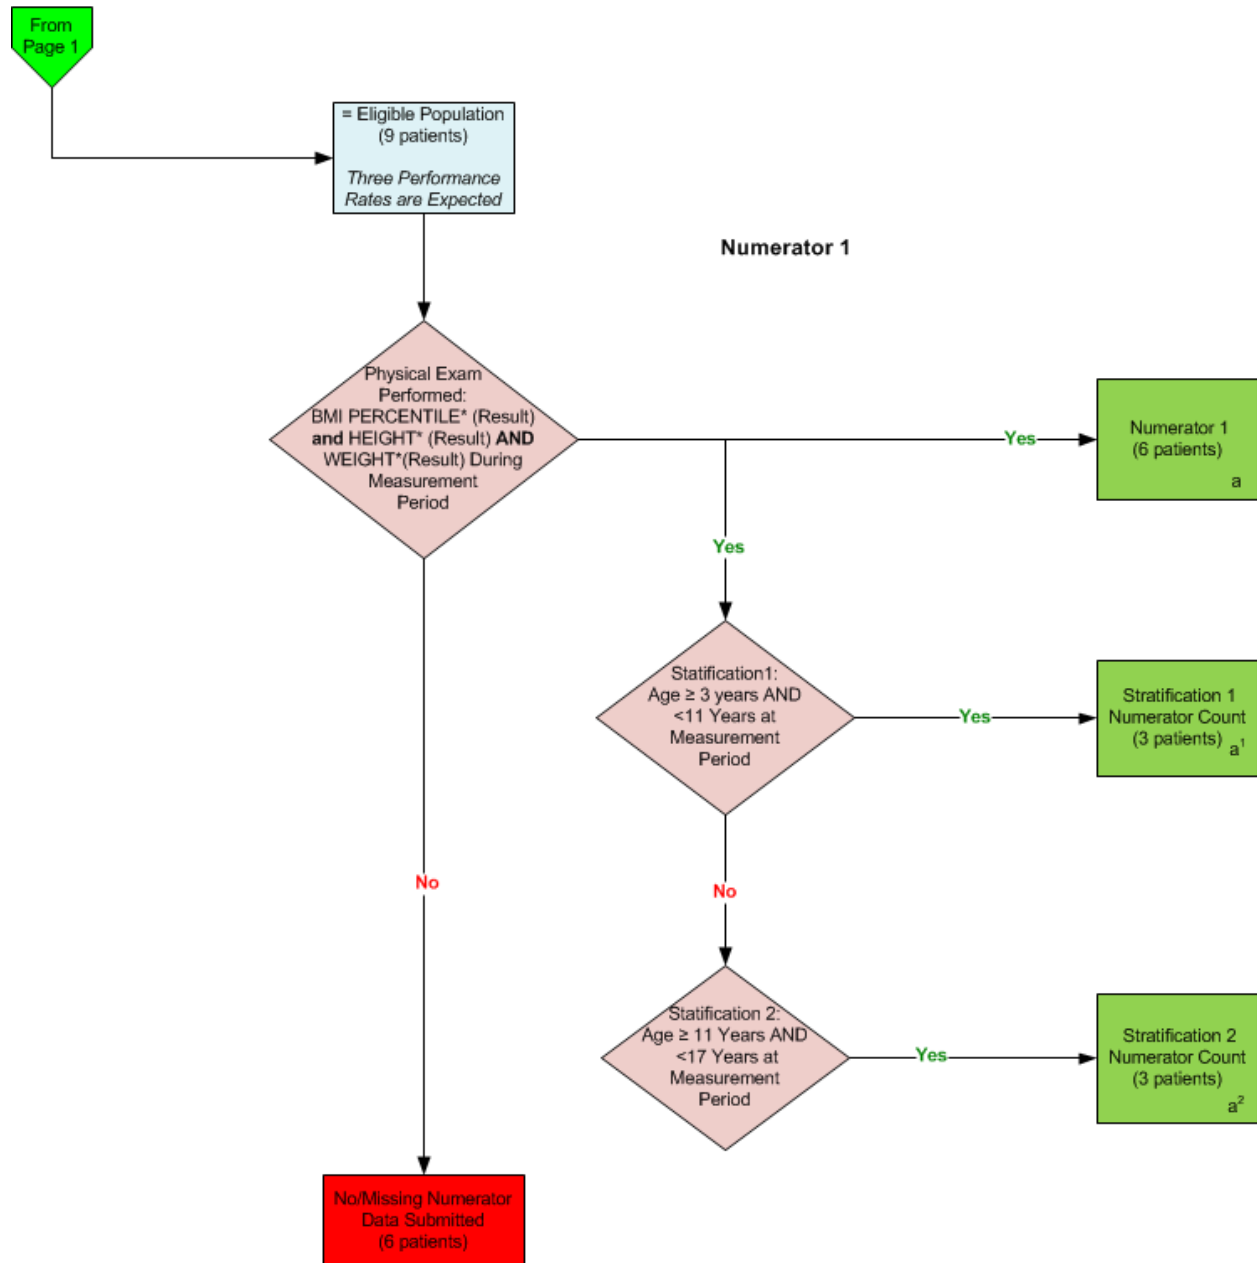 From
Page 1
= Eligible Population
(9 patients)
Three Performance
Rates are Expected
Numerator 1
Physical Exam
Performed:
BMI PERCENTILE* (Result)
and HEIGHT* (Result) AND
WEIGHT*(Result) During
Measurement
Period
Yes
Numerator 1
(6 patients)
a
Yes
Statification1:
Age ≥ 3 years AND
<11 Years at
Measurement
Period
Yes
Stratification 1
Numerator Count
(3 patients)
a¹
No
No
Statification 2:
Age ≥ 11 Years AND
<17 Years at
Measurement
Period
Yes
Stratification 2
Numerator Count
(3 patients)
a²
No/Missing Numerator
Data Submitted
(6 patients)